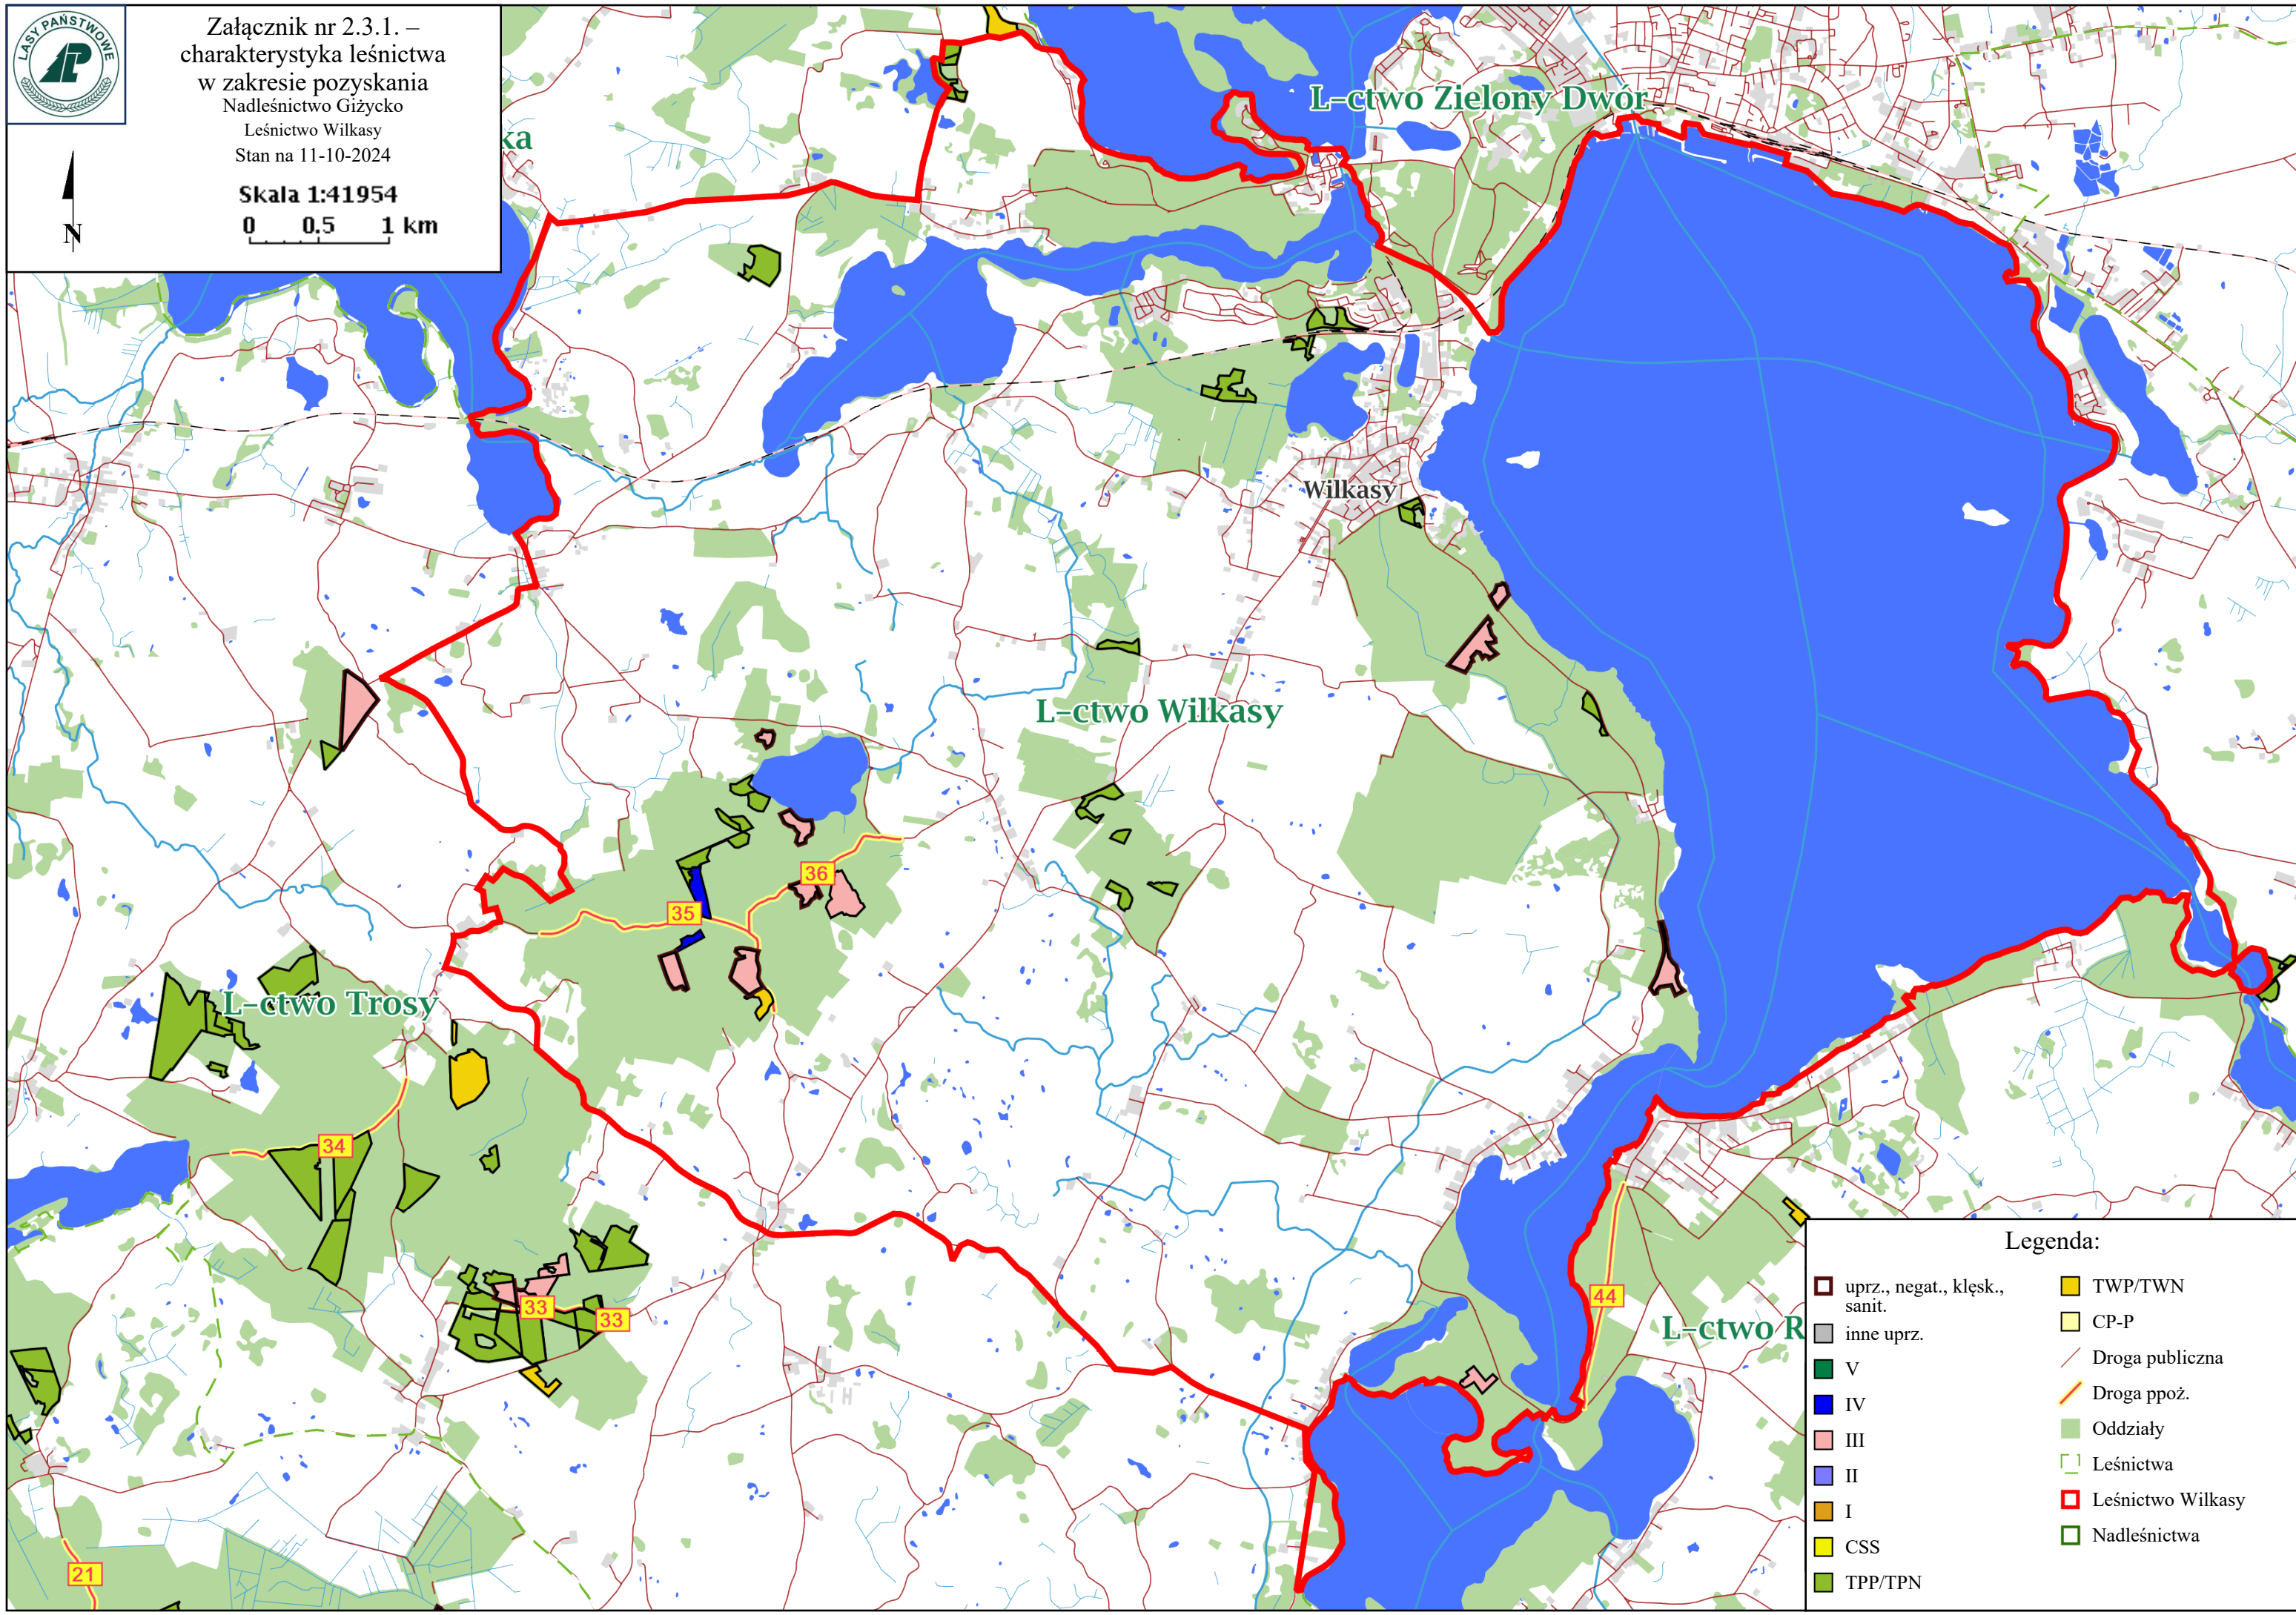 LASY PAŃSTWOWE
Załącznik nr 2.3.1. –
charakterystyka leśnictwa
w zakresie pozyskania
Nadleśnictwo Giżycko
Leśnictwo Wilkasy
Stan na 11-10-2024
Skala 1:41954
0 0.5 1 km
N
ka
L-ctwo Zielony Dwór
Wilkasy
L-ctwo Wilkasy
36
35
L-ctwo Trosy
34
33
33
44
L-ctwo R
21
Legenda:
uprz., negat., klęsk.,
sanit.
inne uprz.
V
IV
III
II
I
CSS
TPP/TPN
TWP/TWN
CP-P
Droga publiczna
Droga ppoż.
Oddziały
Leśnictwa
Leśnictwo Wilkasy
Nadleśnictwa